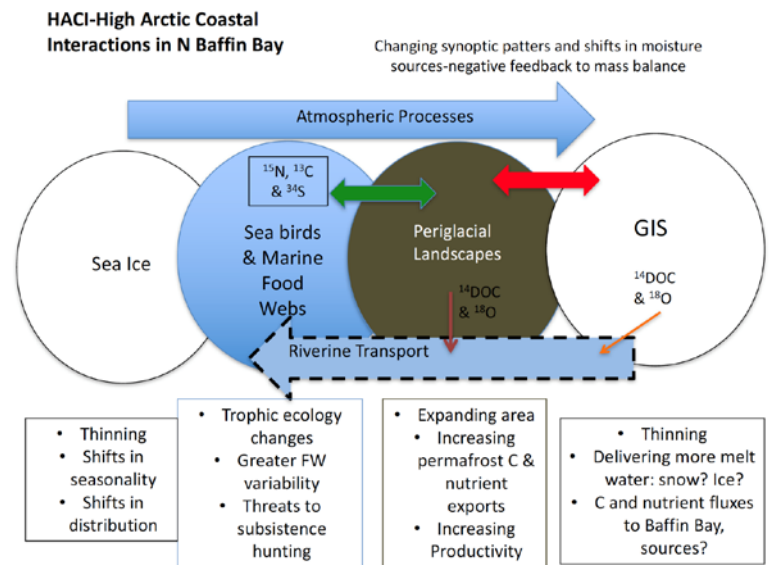 HACI-High Arctic Coastal
Interactions in N Baffin Bay
Changing synoptic patters and shifts in moisture
sources-negative feedback to mass balance
Atmospheric Processes
¹⁵N, ¹³C
& ³⁴S
Sea Ice
Sea birds
& Marine
Food
Webs
Periglacial
Landscapes
GIS
¹⁴DOC
& ¹⁸O
¹⁴DOC
& ¹⁸O
Riverine Transport
• Thinning
• Shifts in
seasonality
• Shifts in
distribution
• Trophic ecology
changes
• Greater FW
variability
• Threats to
subsistence
hunting
• Expanding area
• Increasing
permafrost C &
nutrient
exports
• Increasing
Productivity
• Thinning
• Delivering more melt
water: snow? Ice?
• C and nutrient fluxes
to Baffin Bay,
sources?